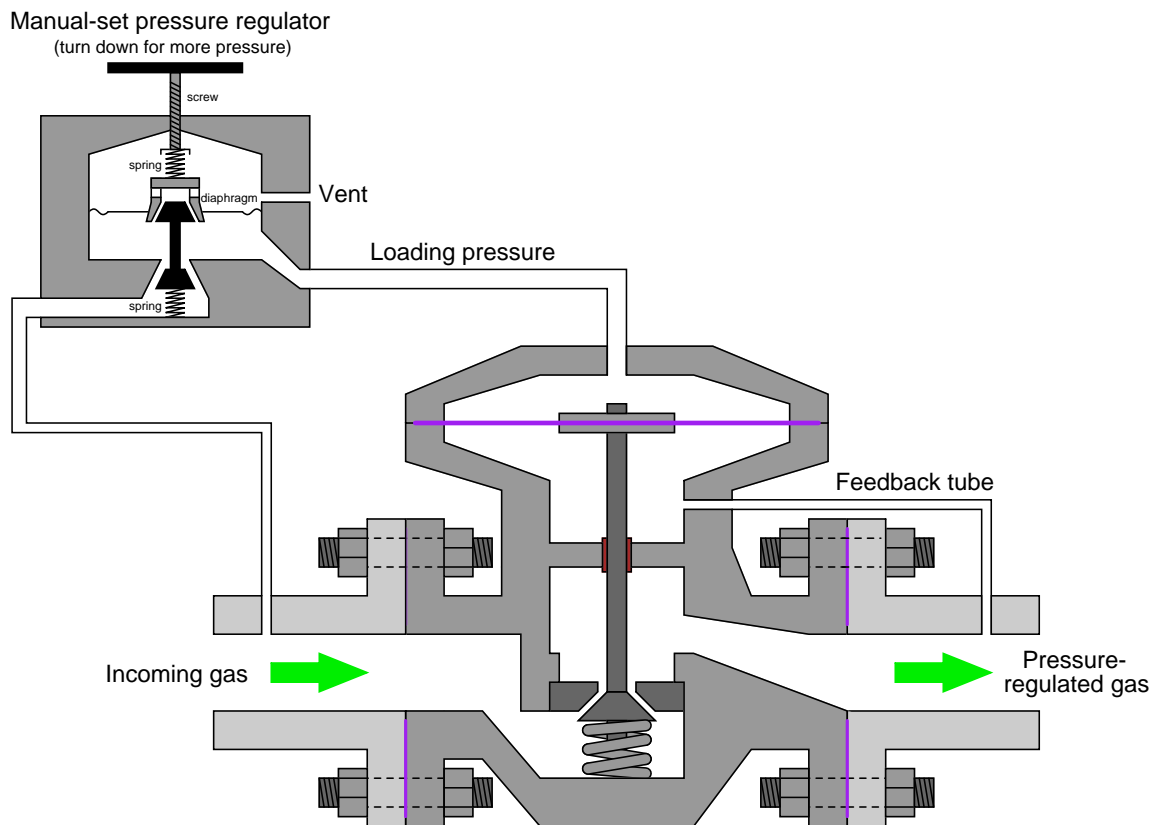 Manual-set pressure regulator
(turn down for more pressure)
screw
spring
diaphragm
Vent
Loading pressure
spring
Feedback tube
Incoming gas
Pressure-
regulated gas